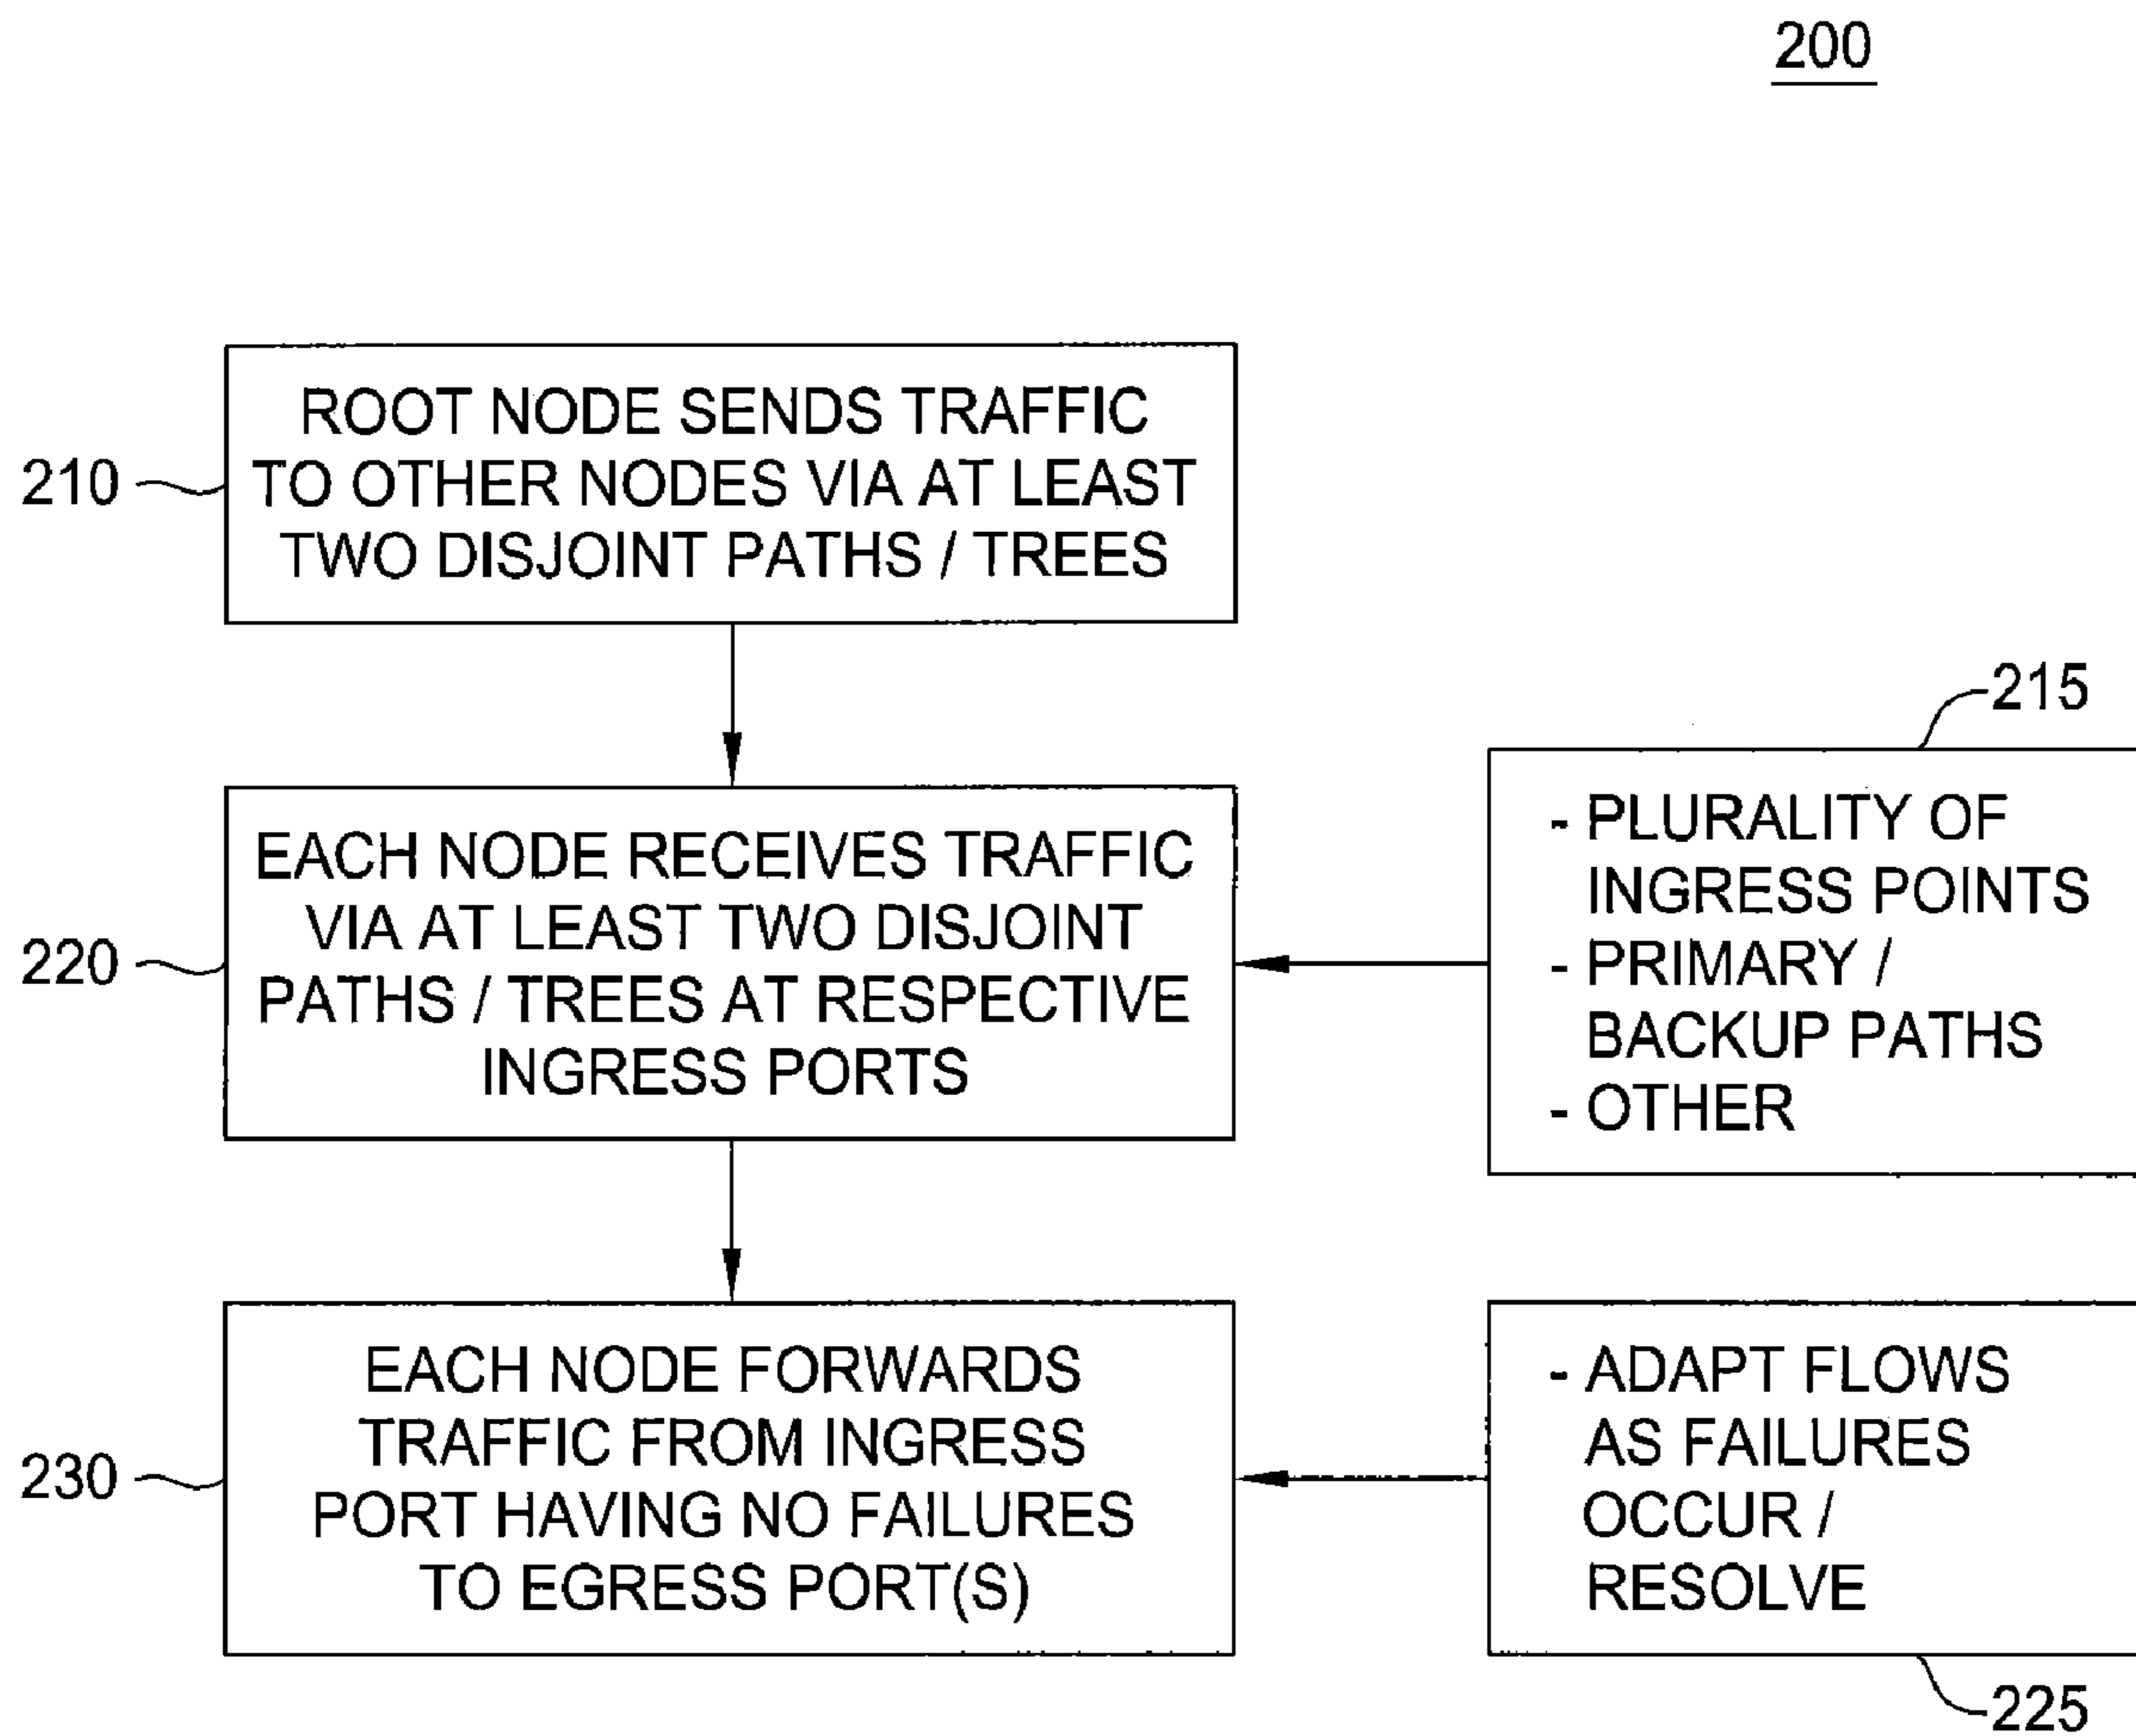 200
ROOT NODE SENDS TRAFFIC
TO OTHER NODES VIA AT LEAST
TWO DISJOINT PATHS / TREES
210
215
EACH NODE RECEIVES TRAFFIC
VIA AT LEAST TWO DISJOINT
PATHS / TREES AT RESPECTIVE
INGRESS PORTS
220
- PLURALITY OF
INGRESS POINTS
- PRIMARY /
BACKUP PATHS
- OTHER
EACH NODE FORWARDS
TRAFFIC FROM INGRESS
PORT HAVING NO FAILURES
TO EGRESS PORT(S)
230
- ADAPT FLOWS
AS FAILURES
OCCUR /
RESOLVE
225